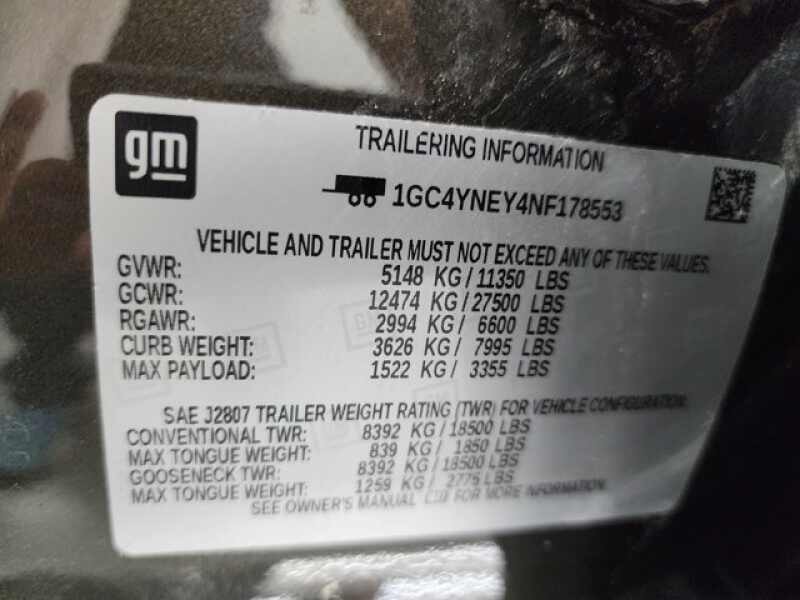 gm
TRAILERING INFORMATION
1GC4YNEY4NF178553
VEHICLE AND TRAILER MUST NOT EXCEED ANY OF THESE VALUES.
GVWR: 5148 KG / 11350 LBS
GCWR: 12474 KG / 27500 LBS
RGAWR: 2994 KG / 6600 LBS
CURB WEIGHT: 3626 KG / 7995 LBS
MAX PAYLOAD: 1522 KG / 3355 LBS
SAE J2807 TRAILER WEIGHT RATING (TWR) FOR VEHICLE CONFIGURATION:
CONVENTIONAL TWR: 8392 KG / 18500 LBS
MAX TONGUE WEIGHT: 839 KG / 1850 LBS
GOOSENECK TWR: 8392 KG / 18500 LBS
MAX TONGUE WEIGHT: 1259 KG / 2775 LBS
SEE OWNER'S MANUAL FOR MORE INFORMATION.